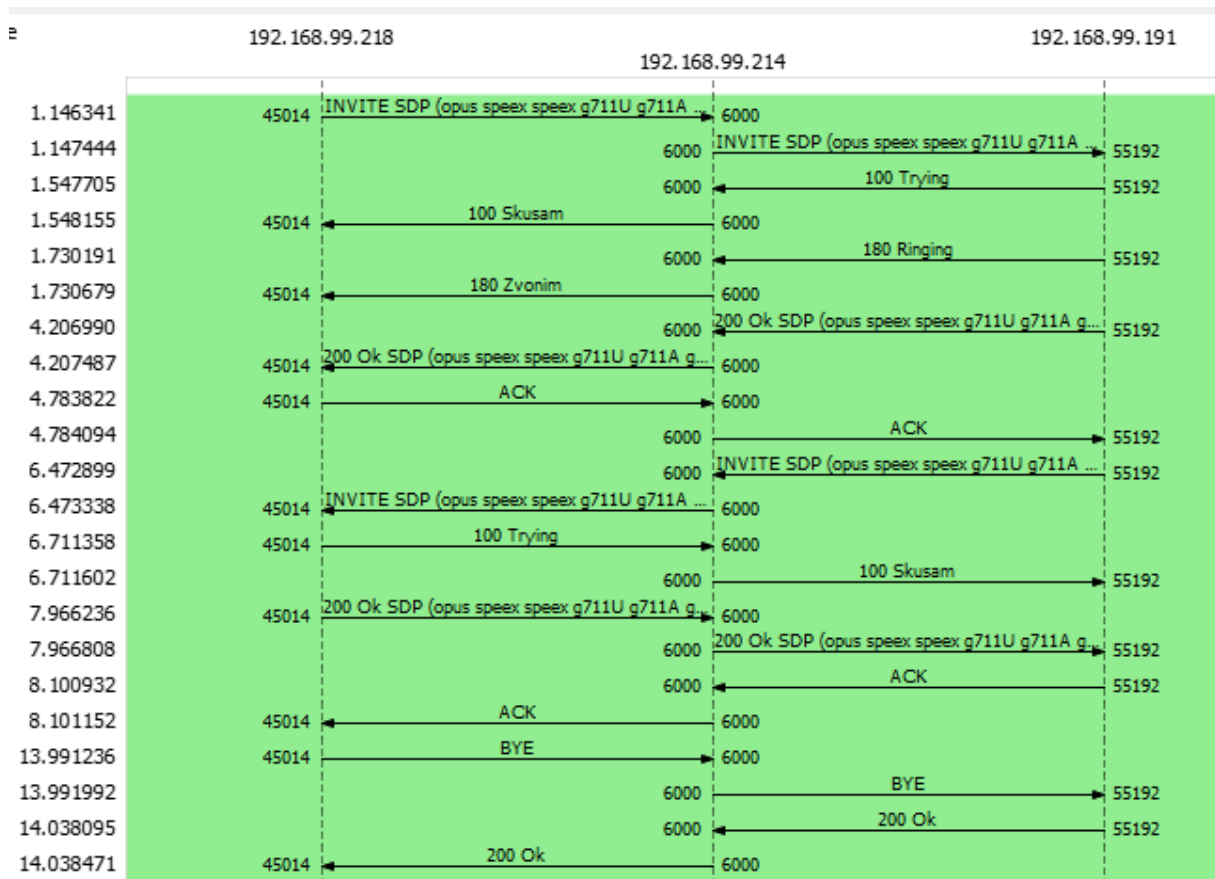 e
192.168.99.218 192.168.99.191
192.168.99.214
1.146341 45014 INVITE SDP (opus speex speex g711U g711A ... 6000
1.147444 6000 INVITE SDP (opus speex speex g711U g711A ... 55192
1.547705 6000 100 Trying 55192
1.548155 45014 100 Skusam 6000
1.730191 6000 180 Ringing 55192
1.730679 45014 180 Zvonim 6000
4.206990 6000 200 Ok SDP (opus speex speex g711U g711A g... 55192
4.207487 45014 200 Ok SDP (opus speex speex g711U g711A g... 6000
4.783822 45014 ACK 6000
4.784094 6000 ACK 55192
6.472899 6000 INVITE SDP (opus speex speex g711U g711A ... 55192
6.473338 45014 INVITE SDP (opus speex speex g711U g711A ... 6000
6.711358 45014 100 Trying 6000
6.711602 6000 100 Skusam 55192
7.966236 45014 200 Ok SDP (opus speex speex g711U g711A g... 6000
7.966808 6000 200 Ok SDP (opus speex speex g711U g711A g... 55192
8.100932 6000 ACK 55192
8.101152 45014 ACK 6000
13.991236 45014 BYE 6000
13.991992 6000 BYE 55192
14.038095 6000 200 Ok 55192
14.038471 45014 200 Ok 6000